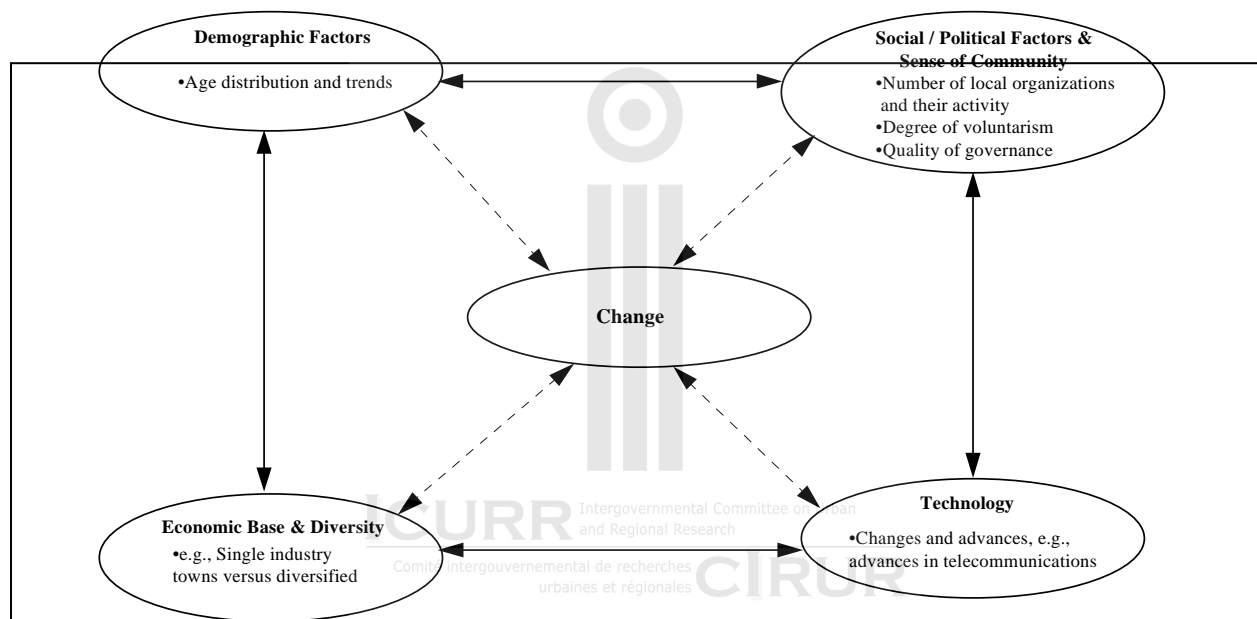 Demographic Factors
•Age distribution and trends
Social / Political Factors &
Sense of Community
•Number of local organizations
and their activity
•Degree of voluntarism
•Quality of governance
Change
Economic Base & Diversity
•e.g., Single industry
towns versus diversified
Technology
•Changes and advances, e.g.,
advances in telecommunications
ICURR
Intergovernmental Committee on Urban
and Regional Research
Comité intergouvernemental de recherches
urbaines et régionales
CIRUR